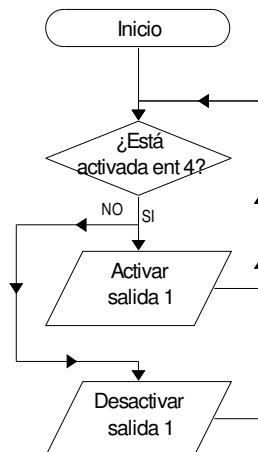 Inicio
¿Está
activada ent 4?
NO
SI
Activar
salida 1
Desactivar
salida 1